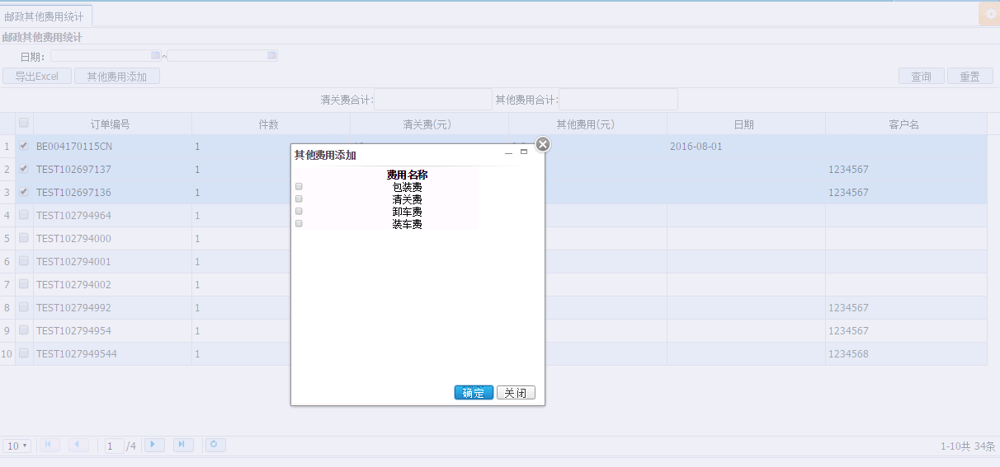 邮政其他费用统计
邮政其他费用统计
日期: ~
导出Excel 其他费用添加 查询 重置
清关费合计: 其他费用合计:
订单编号 件数 清关费(元) 其他费用(元) 日期 客户名
1 BE004170115CN 1 2016-08-01
2 TEST102697137 1 1234567
3 TEST102697136 1 1234567
4 TEST102794964 1
5 TEST102794000 1
6 TEST102794001 1
7 TEST102794002 1
8 TEST102794992 1 1234567
9 TEST102794954 1 1234567
10 TEST1027949544 1 1234568
其他费用添加
费用名称
包装费
清关费
卸车费
装车费
确定 关闭
10 1 /4 1-10共 34条